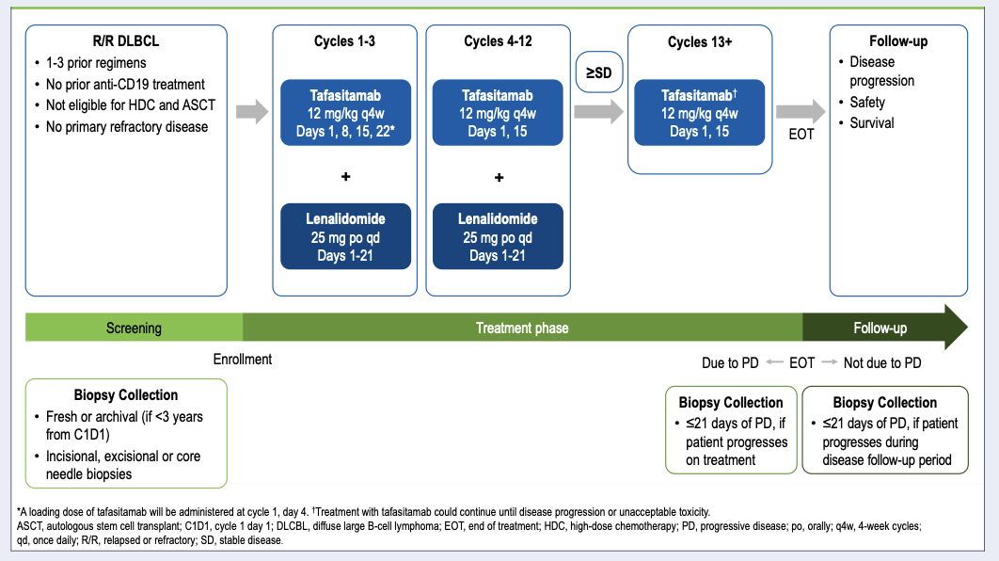 R/R DLBCL
• 1-3 prior regimens
• No prior anti-CD19 treatment
• Not eligible for HDC and ASCT
• No primary refractory disease
Cycles 1-3
Tafasitamab
12 mg/kg q4w
Days 1, 8, 15, 22*
+
Lenalidomide
25 mg po qd
Days 1-21
Cycles 4-12
Tafasitamab
12 mg/kg q4w
Days 1, 15
+
Lenalidomide
25 mg po qd
Days 1-21
≥SD
Cycles 13+
Tafasitamab†
12 mg/kg q4w
Days 1, 15
EOT
Follow-up
• Disease
progression
• Safety
• Survival
Screening
Treatment phase
Follow-up
Enrollment
Due to PD ← EOT → Not due to PD
Biopsy Collection
• Fresh or archival (if <3 years
from C1D1)
• Incisional, excisional or core
needle biopsies
Biopsy Collection
• ≤21 days of PD, if
patient progresses
on treatment
Biopsy Collection
• ≤21 days of PD, if patient
progresses during
disease follow-up period
*A loading dose of tafasitamab will be administered at cycle 1, day 4. †Treatment with tafasitamab could continue until disease progression or unacceptable toxicity.
ASCT, autologous stem cell transplant; C1D1, cycle 1 day 1; DLCBL, diffuse large B-cell lymphoma; EOT, end of treatment; HDC, high-dose chemotherapy; PD, progressive disease; po, orally; q4w, 4-week cycles;
qd, once daily; R/R, relapsed or refractory; SD, stable disease.